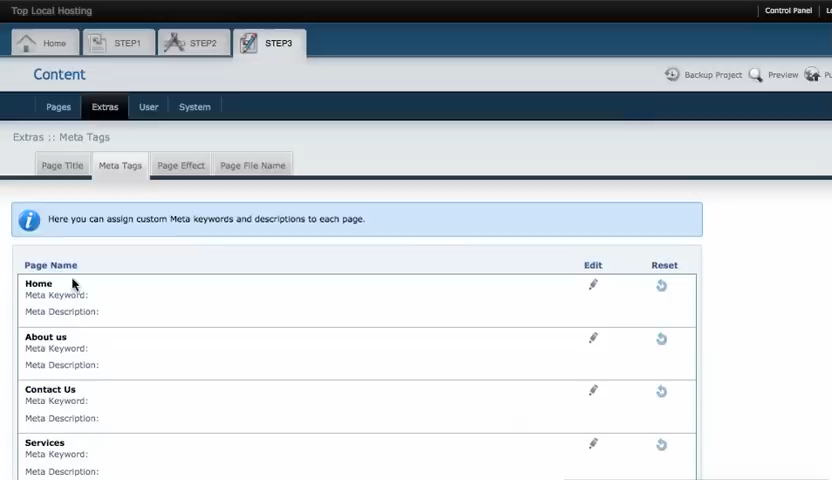 Top Local Hosting
Control Panel
Home STEP1 STEP2 STEP3
Content
Backup Project Preview
Pages Extras User System
Extras :: Meta Tags
Page Title Meta Tags Page Effect Page File Name
Here you can assign custom Meta keywords and descriptions to each page.
Page Name Edit Reset
Home
Meta Keyword:
Meta Description:
About us
Meta Keyword:
Meta Description:
Contact Us
Meta Keyword:
Meta Description:
Services
Meta Keyword:
Meta Description: